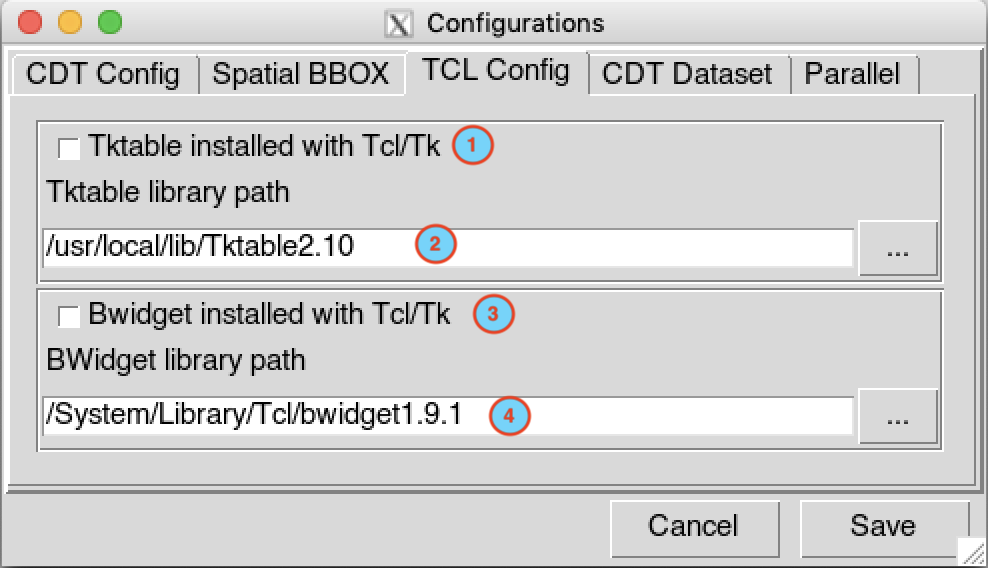 Configurations
CDT Config Spatial BBOX TCL Config CDT Dataset Parallel
Tktable installed with Tcl/Tk 1
Tktable library path
/usr/local/lib/Tktable2.10 2
...
Bwidget installed with Tcl/Tk 3
BWidget library path
/System/Library/Tcl/bwidget1.9.1 4
...
Cancel Save